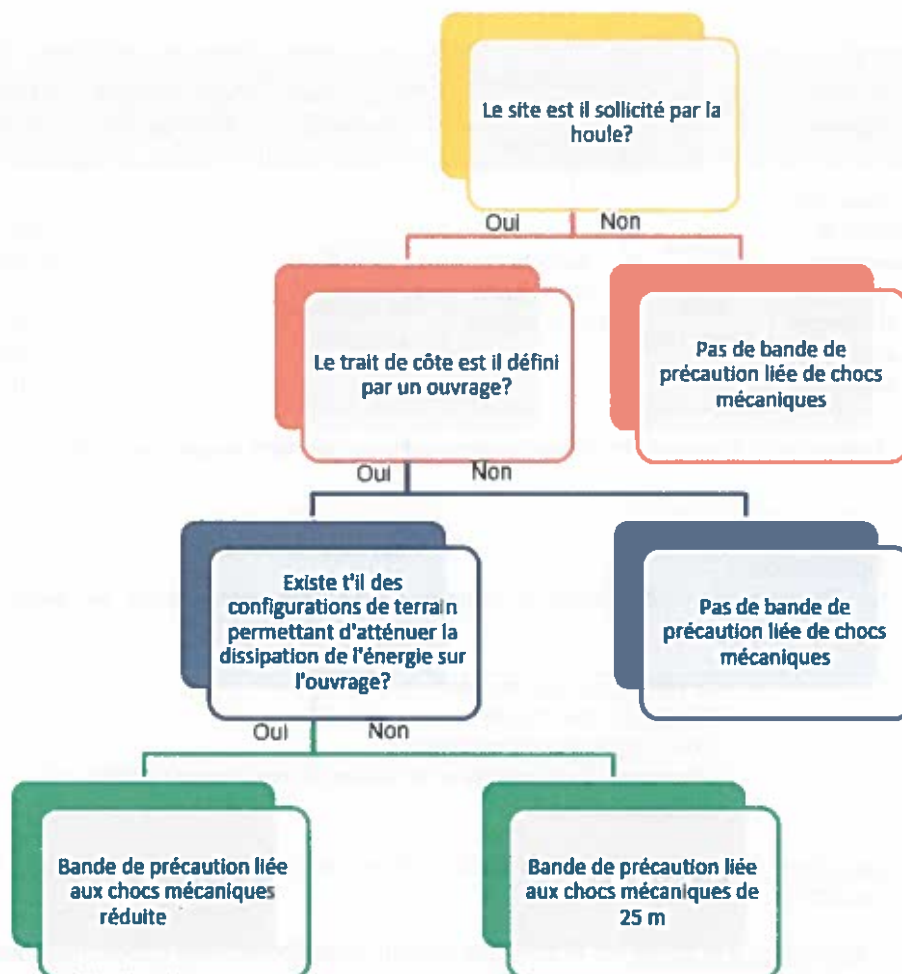 Le site est il sollicité par la
houle?
Oui Non
Le trait de côte est il défini
par un ouvrage?
Pas de bande de
précaution liée de chocs
mécaniques
Oui Non
Existe t'il des
configurations de terrain
permettant d'atténuer la
dissipation de l'énergie sur
l'ouvrage?
Pas de bande de
précaution liée de chocs
mécaniques
Oui Non
Bande de précaution liée
aux chocs mécaniques
réduite
Bande de précaution liée
aux chocs mécaniques de
25 m